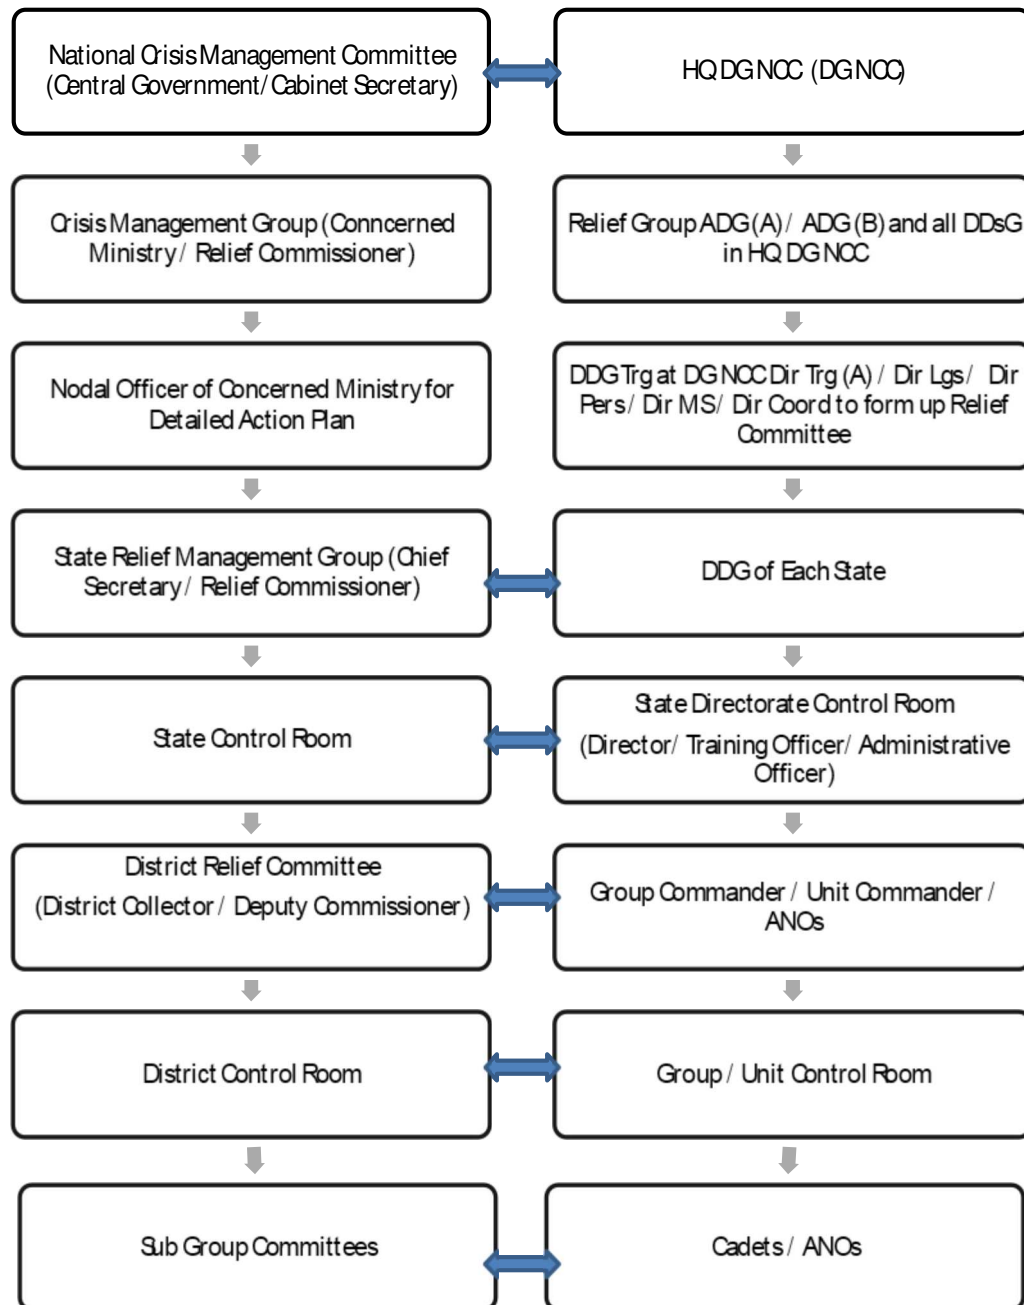 National Crisis Management Committee
(Central Government/ Cabinet Secretary)
HQ DG NCC (DG NCC)
Crisis Management Group (Conncerned
Ministry / Relief Commissioner)
Relief Group ADG (A) / ADG (B) and all DDsG
in HQ DG NCC
Nodal Officer of Concerned Ministry for
Detailed Action Plan
DDG Trg at DG NCC Dir Trg (A) / Dir Lgs/ Dir
Pers / Dir MS/ Dir Coord to form up Relief
Committee
State Relief Management Group (Chief
Secretary / Relief Commissioner)
DDG of Each State
State Control Room
State Directorate Control Room
(Director/ Training Officer/ Administrative
Officer)
District Relief Committee
(District Collector / Deputy Commissioner)
Group Commander / Unit Commander /
ANOs
District Control Room
Group / Unit Control Room
Sub Group Committees
Cadets / ANOs